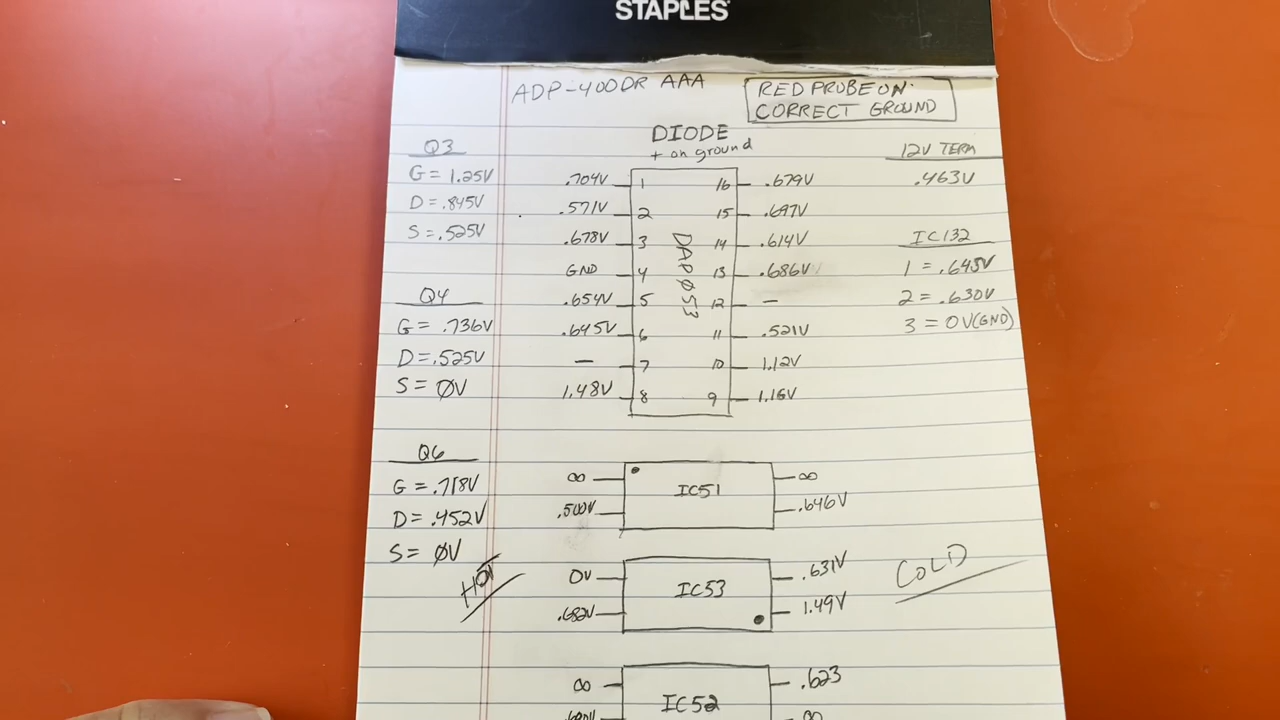 STAPLES
ADP-400DR AAA
RED PROBE ON
CORRECT GROUND
DIODE
+ on ground
Q3
G = 1.25V
D = .845V
S = .525V
Q4
G = .736V
D = .525V
S = 0V
Q6
G = .718V
D = .452V
S = 0V
HOT
.704V 1 16 .679V
.571V 2 15 .697V
.678V 3 14 .614V
GND 4 13 .686V
.654V 5 12 —
.645V 6 11 .521V
— 7 10 1.12V
1.48V 8 9 1.16V
DAP053
12V TERM
.463V
IC132
1 = .645V
2 = .630V
3 = 0V(GND)
∞ ∞
IC51
.500V .646V
0V .631V
IC53
.682V 1.49V
COLD
∞ .623
IC52
∞